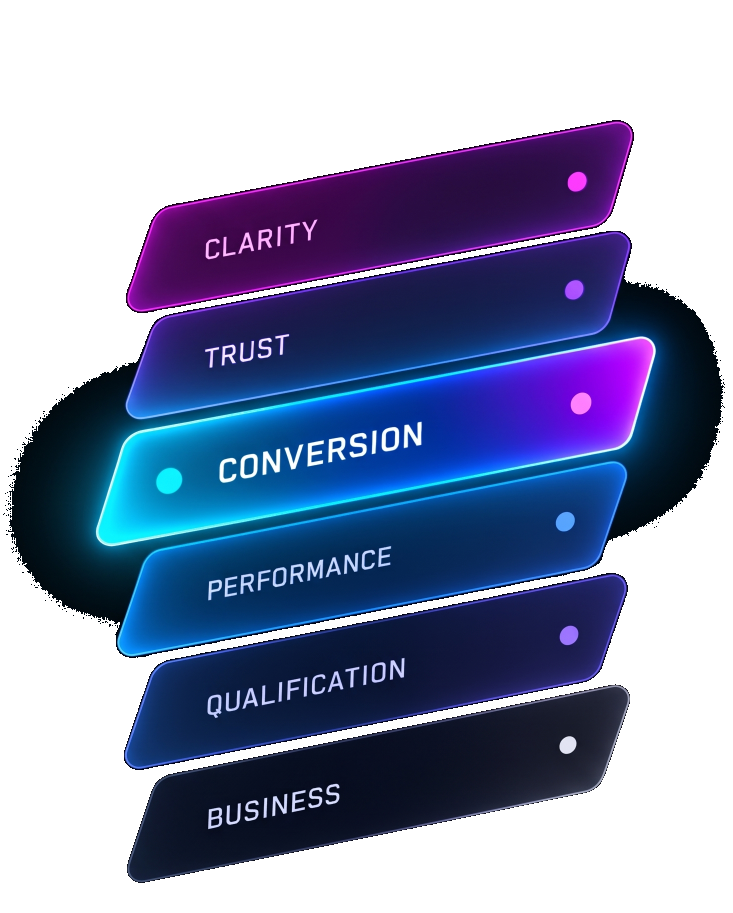 CLARITY
TRUST
CONVERSION
PERFORMANCE
QUALIFICATION
BUSINESS